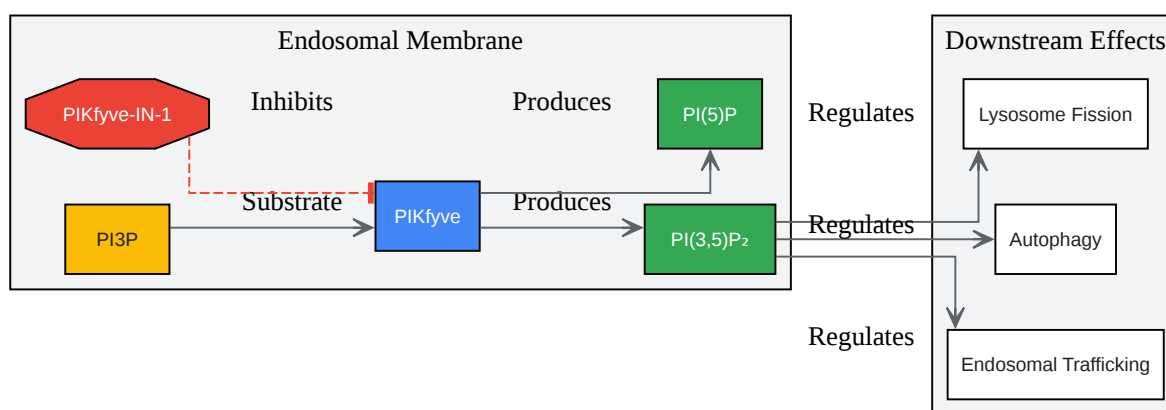 Endosomal Membrane
Downstream Effects
PIKfyve-IN-1
Inhibits
Produces
PI(5)P
Regulates
Lysosome Fission
PI3P
Substrate
PIKfyve
Produces
PI(3,5)P₂
Regulates
Autophagy
Regulates
Endosomal Trafficking